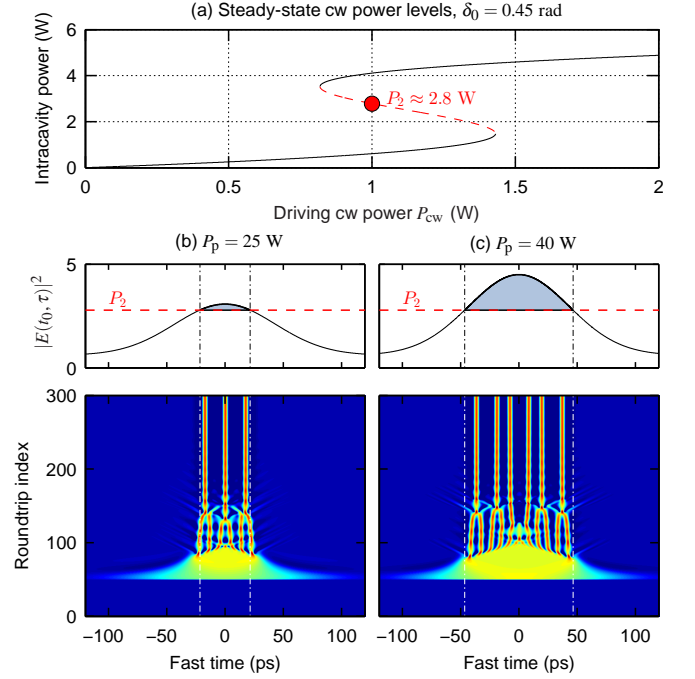 (a) Steady-state cw power levels, δ₀ = 0.45 rad
Intracavity power (W)
6
4
2
0
P₂ ≈ 2.8 W
0
0.5
1
1.5
2
Driving cw power P_cw (W)
(b) P_p = 25 W
(c) P_p = 40 W
|E(t₀, τ)|²
5
0
P₂
P₂
Roundtrip index
300
200
100
0
−100
−50
0
50
100
−100
−50
0
50
100
Fast time (ps)
Fast time (ps)